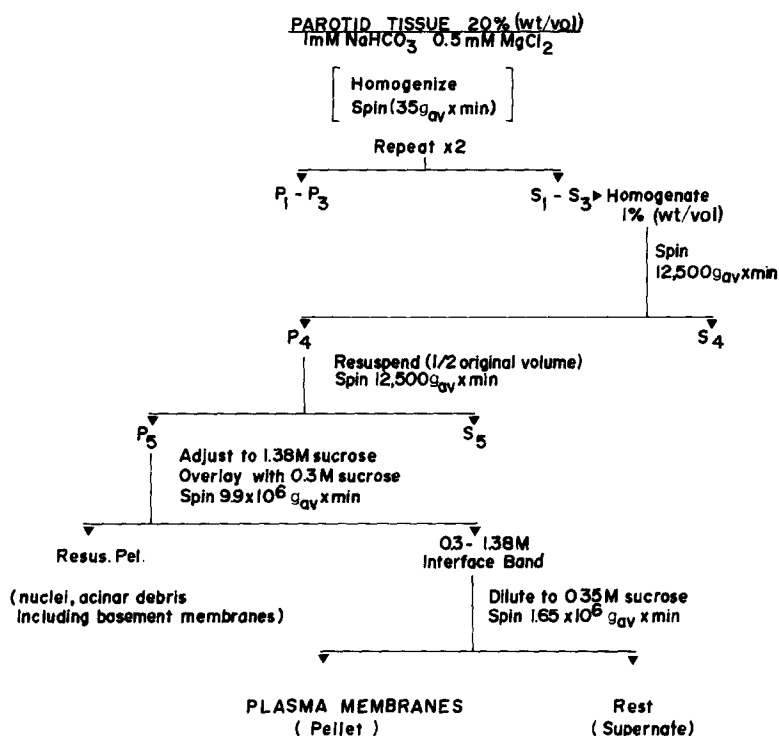 PAROTID TISSUE 20% (wt/vol)
1mM NaHCO3 0.5 mM MgCl2
Homogenize
Spin (35gav x min)
Repeat x2
P1 - P3
S1 - S3 Homogenate
1% (wt/vol)
Spin
12,500gav x min
P4
S4
Resuspend (1/2 original volume)
Spin 12,500gav x min
P5
S5
Adjust to 1.38M sucrose
Overlay with 0.3 M sucrose
Spin 9.9 x 10^6 gav x min
Resus. Pel.
0.3 - 1.38M
Interface Band
(nuclei, acinar debris
including basement membranes)
Dilute to 0.35M sucrose
Spin 1.65 x 10^6 gav x min
PLASMA MEMBRANES
(Pellet)
Rest
(Supernate)